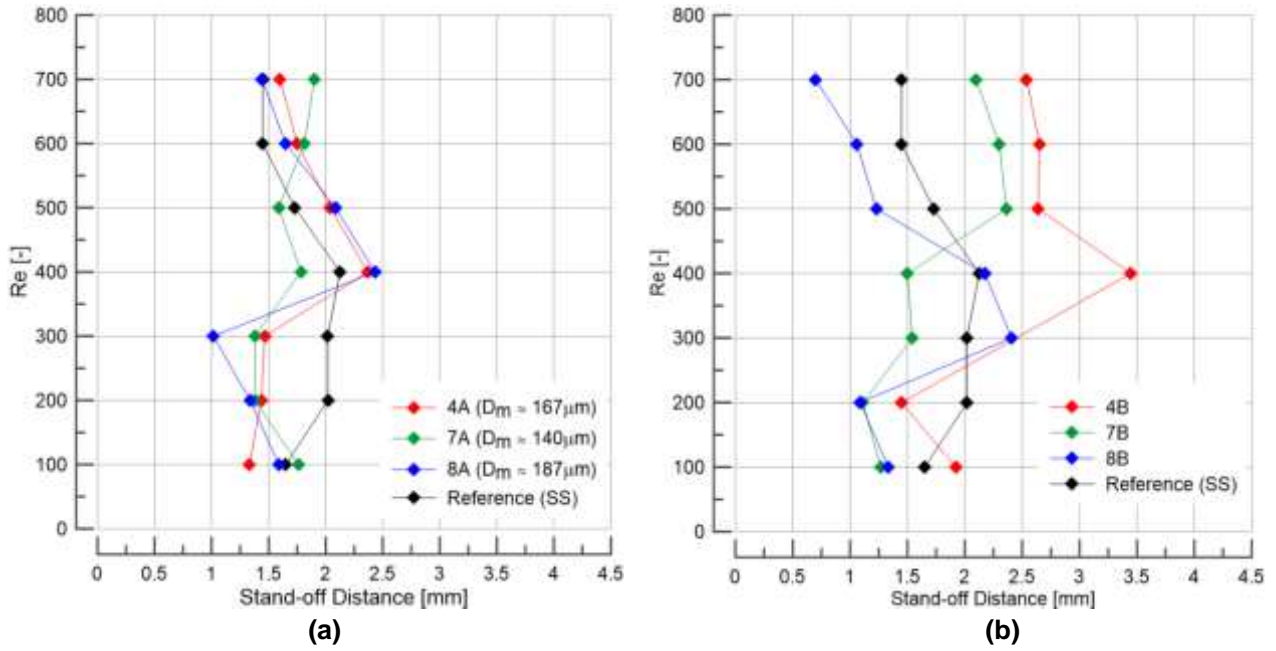 800
700
600
500
400
300
200
100
0
Re [-]
4A (Dm ≈ 167µm)
7A (Dm ≈ 140µm)
8A (Dm ≈ 187µm)
Reference (SS)
0 0.5 1 1.5 2 2.5 3 3.5 4 4.5
Stand-off Distance [mm]
(a)
800
700
600
500
400
300
200
100
0
Re [-]
4B
7B
8B
Reference (SS)
0 0.5 1 1.5 2 2.5 3 3.5 4 4.5
Stand-off Distance [mm]
(b)